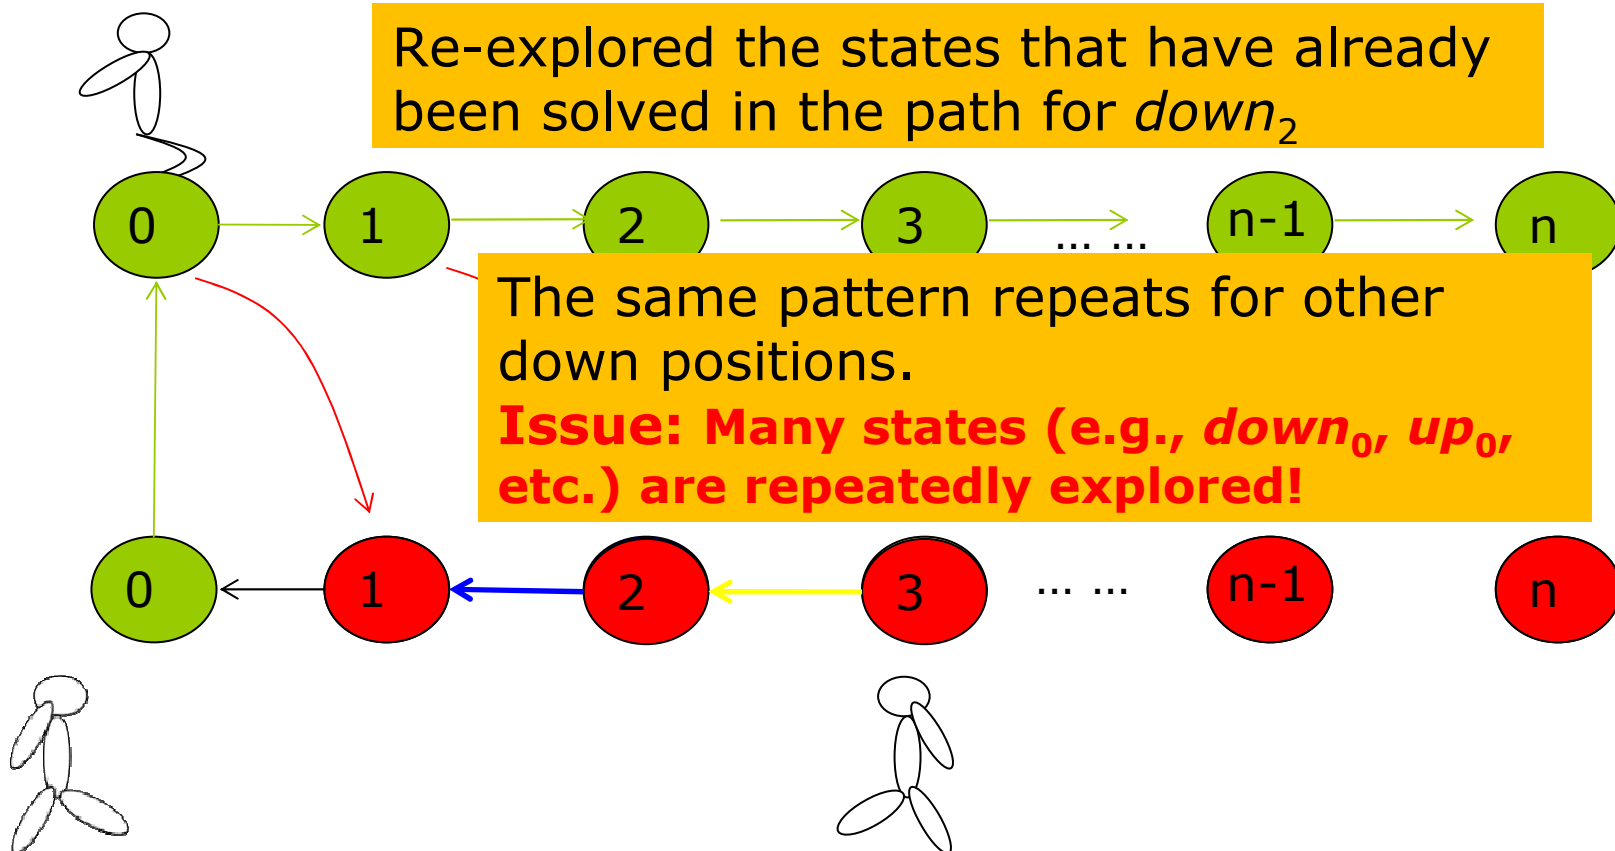 Re-explored the states that have already
been solved in the path for down₂
0 1 2 3 ... ... n-1 n
The same pattern repeats for other
down positions.
Issue: Many states (e.g., down₀, up₀,
etc.) are repeatedly explored!
0 1 2 3 ... ... n-1 n